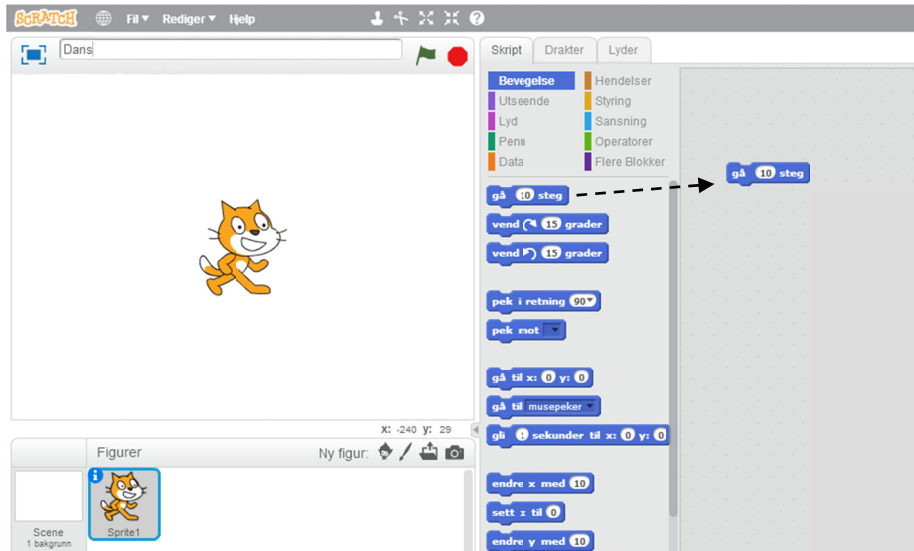 SCRATCH Fil Rediger Hjelp
Dans
Skript Drakter Lyder
Bevegelse Hendelser
Utseende Styring
Lyd Sansning
Penn Operatorer
Data Flere Blokker
gå 10 steg
gå 10 steg
vend 15 grader
vend 15 grader
pek i retning 90
pek mot
gå til x: 0 y: 0
gå til musepeker
gli 1 sekunder til x: 0 y: 0
endre x med 10
sett x til 0
endre y med 10
x: -240 y: 29
Figurer Ny figur:
Scene
1 bakgrunn
Sprite1